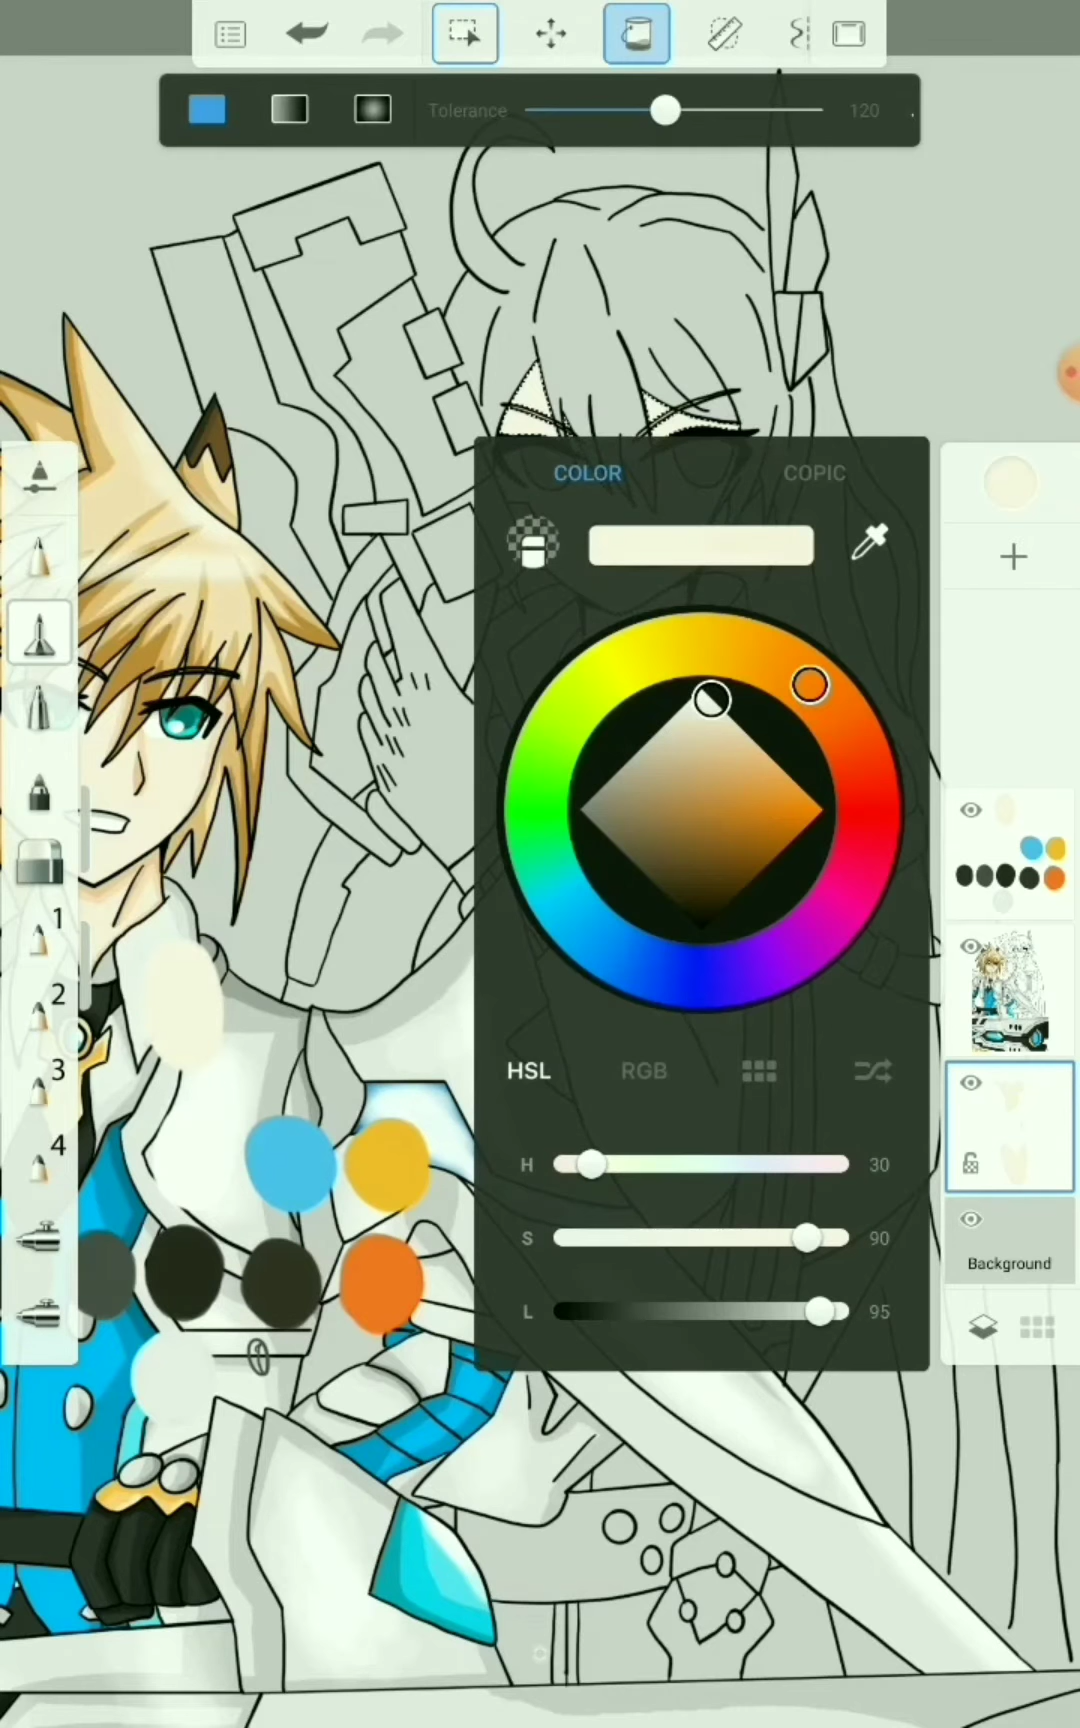 Tolerance 120
COLOR COPIC
1
2
3
4
HSL RGB
H 30
S 90
L 95
Background